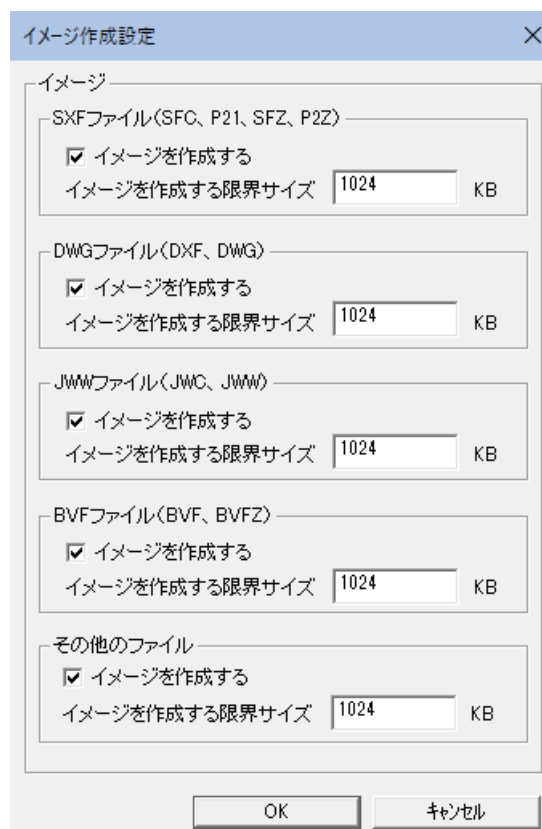 イメージ作成設定
イメージ
SXFファイル(SFC、P21、SFZ、P2Z)
イメージを作成する
イメージを作成する限界サイズ 1024 KB
DWGファイル(DXF、DWG)
イメージを作成する
イメージを作成する限界サイズ 1024 KB
JWWファイル(JWC、JWW)
イメージを作成する
イメージを作成する限界サイズ 1024 KB
BVFファイル(BVF、BVFZ)
イメージを作成する
イメージを作成する限界サイズ 1024 KB
その他のファイル
イメージを作成する
イメージを作成する限界サイズ 1024 KB
OK キャンセル